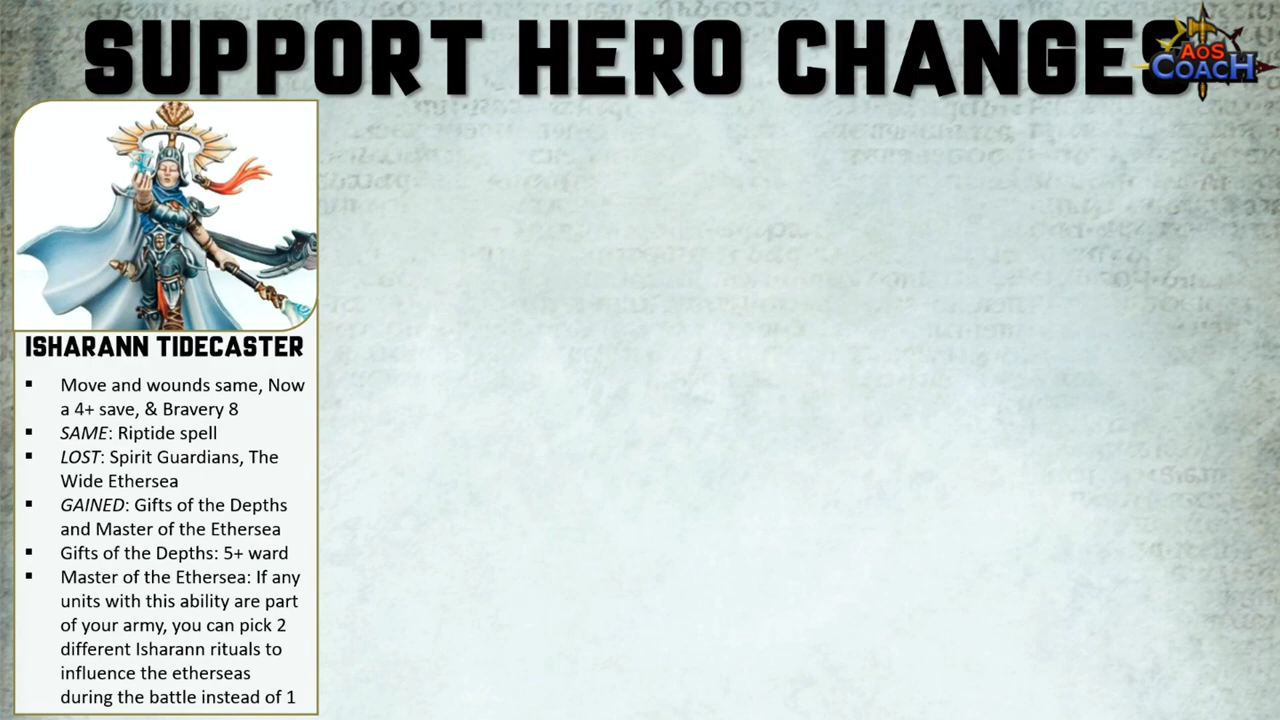 SUPPORT HERO CHANGES
AoS
COACH
ISHARANN TIDECASTER
▪ Move and wounds same, Now
a 4+ save, & Bravery 8
▪ SAME: Riptide spell
▪ LOST: Spirit Guardians, The
Wide Ethersea
▪ GAINED: Gifts of the Depths
and Master of the Ethersea
▪ Gifts of the Depths: 5+ ward
▪ Master of the Ethersea: If any
units with this ability are part
of your army, you can pick 2
different Isharann rituals to
influence the etherseas
during the battle instead of 1